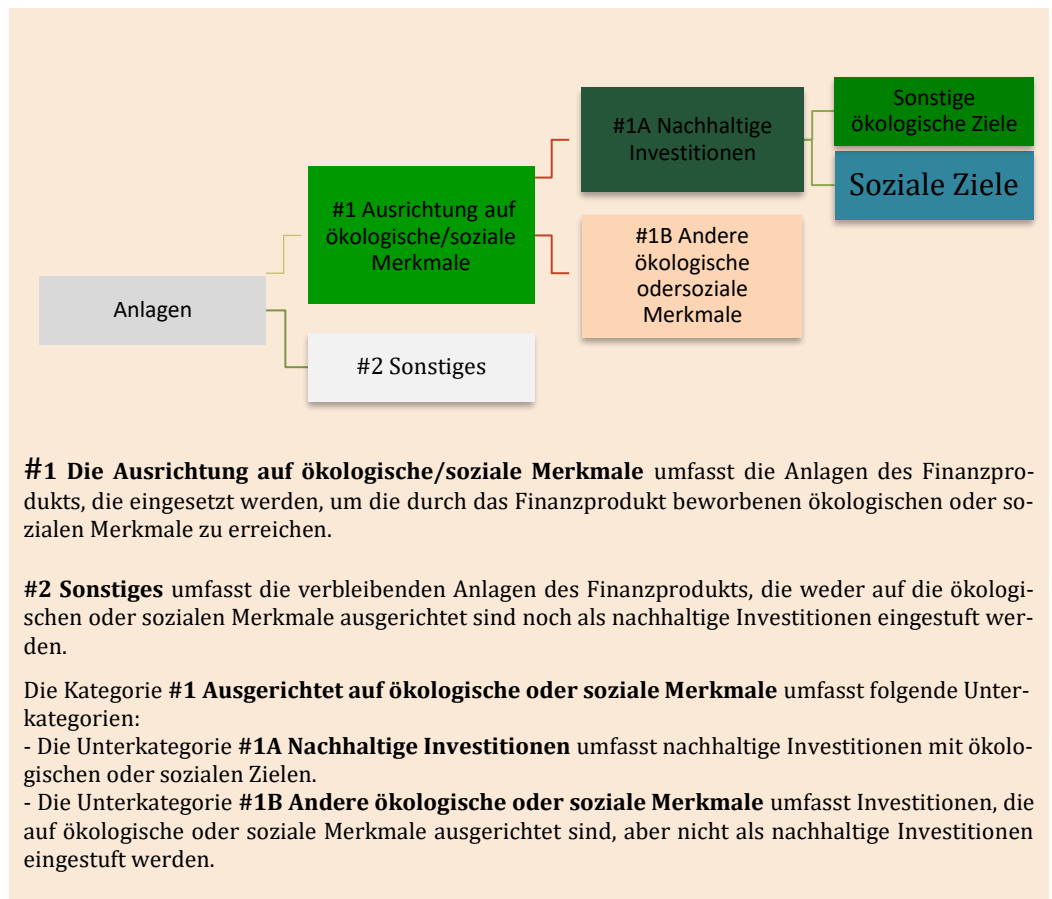 Sonstige
ökologische Ziele
#1A Nachhaltige
Investitionen
Soziale Ziele
#1 Ausrichtung auf
ökologische/soziale
Merkmale
#1B Andere
ökologische
odersoziale
Merkmale
Anlagen
#2 Sonstiges
#1 Die Ausrichtung auf ökologische/soziale Merkmale umfasst die Anlagen des Finanzpro-
dukts, die eingesetzt werden, um die durch das Finanzprodukt beworbenen ökologischen oder so-
zialen Merkmale zu erreichen.
#2 Sonstiges umfasst die verbleibenden Anlagen des Finanzprodukts, die weder auf die ökologi-
schen oder sozialen Merkmale ausgerichtet sind noch als nachhaltige Investitionen eingestuft wer-
den.
Die Kategorie #1 Ausgerichtet auf ökologische oder soziale Merkmale umfasst folgende Unter-
kategorien:
- Die Unterkategorie #1A Nachhaltige Investitionen umfasst nachhaltige Investitionen mit ökolo-
gischen oder sozialen Zielen.
- Die Unterkategorie #1B Andere ökologische oder soziale Merkmale umfasst Investitionen, die
auf ökologische oder soziale Merkmale ausgerichtet sind, aber nicht als nachhaltige Investitionen
eingestuft werden.